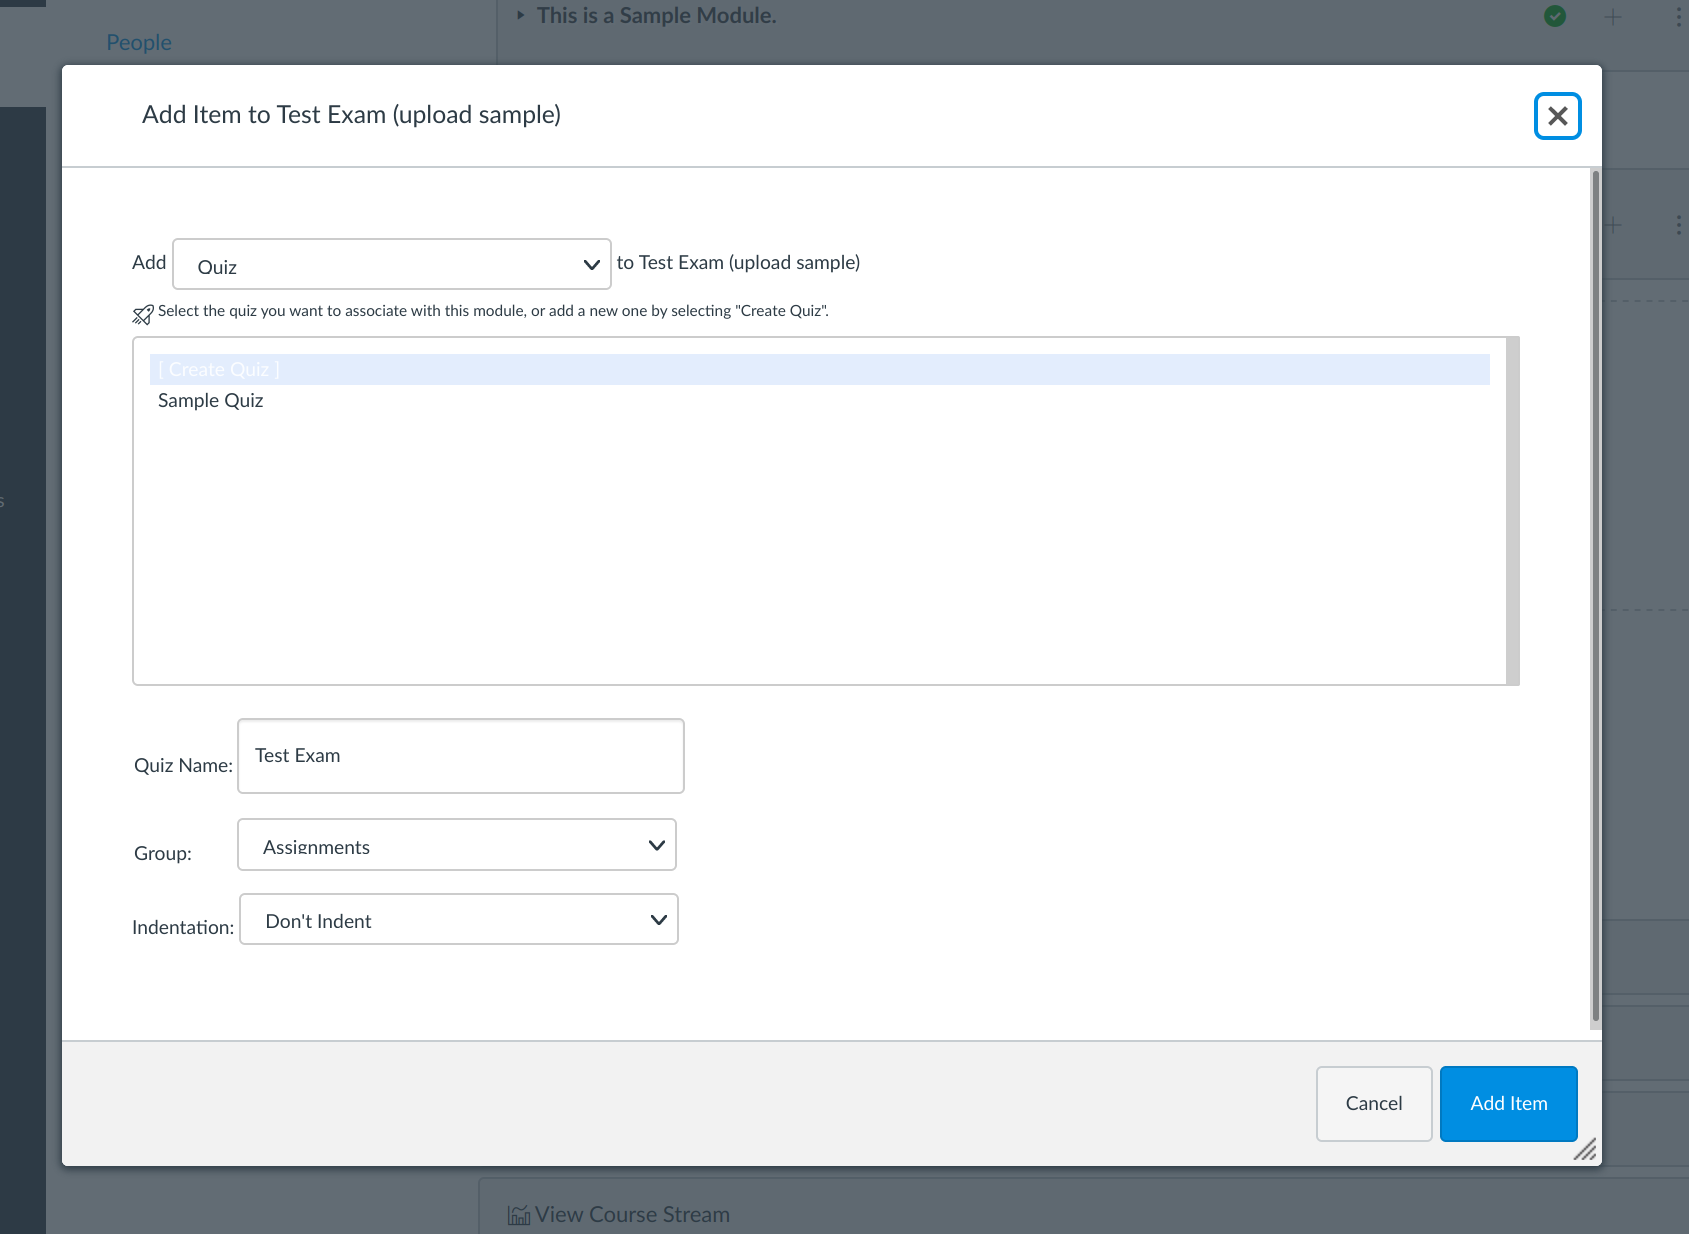 This is a Sample Module.
People
Add Item to Test Exam (upload sample)
Add Quiz to Test Exam (upload sample)
Select the quiz you want to associate with this module, or add a new one by selecting "Create Quiz".
[ Create Quiz ]
Sample Quiz
s
Quiz Name: Test Exam
Group: Assignments
Indentation: Don't Indent
Cancel Add Item
View Course Stream